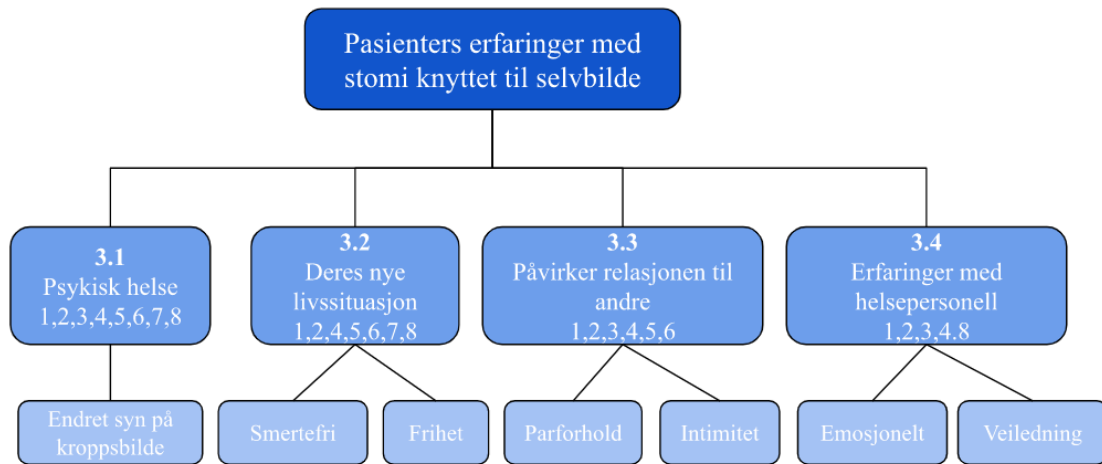 Pasienters erfaringer med
stomi knyttet til selvbilde
3.1
Psykisk helse
1,2,3,4,5,6,7,8
3.2
Deres nye
livssituasjon
1,2,4,5,6,7,8
3.3
Påvirker relasjonen til
andre
1,2,3,4,5,6
3.4
Erfaringer med
helsepersonell
1,2,3,4.8
Endret syn på
kroppsbilde
Smertefri
Frihet
Parforhold
Intimitet
Emosjonelt
Veiledning